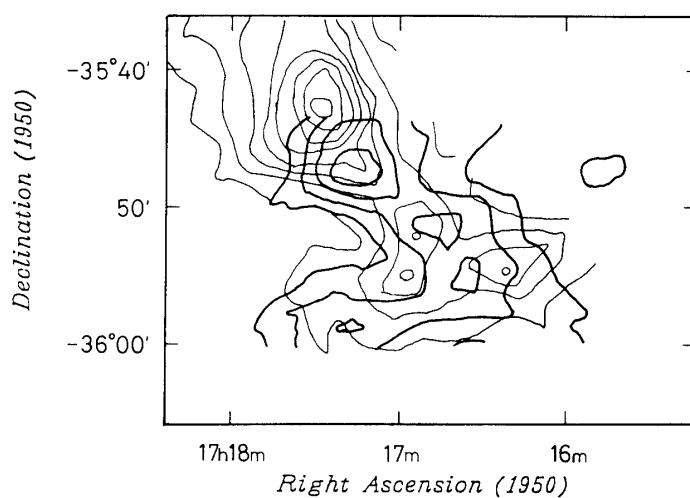 -35°40'
50'
-36°00'
Declination (1950)
17h18m
17m
16m
Right Ascension (1950)